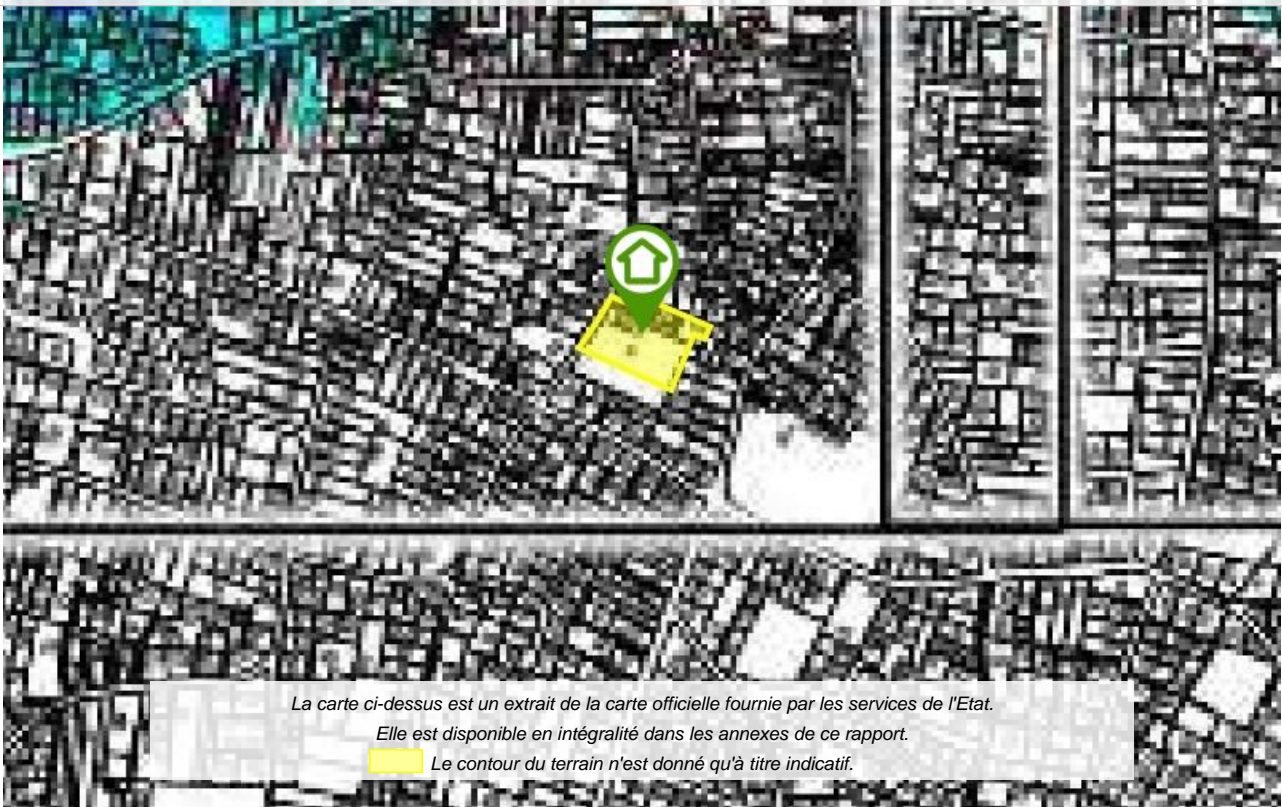 La carte ci-dessus est un extrait de la carte officielle fournie par les services de l'Etat.
Elle est disponible en intégralité dans les annexes de ce rapport.
Le contour du terrain n'est donné qu'à titre indicatif.